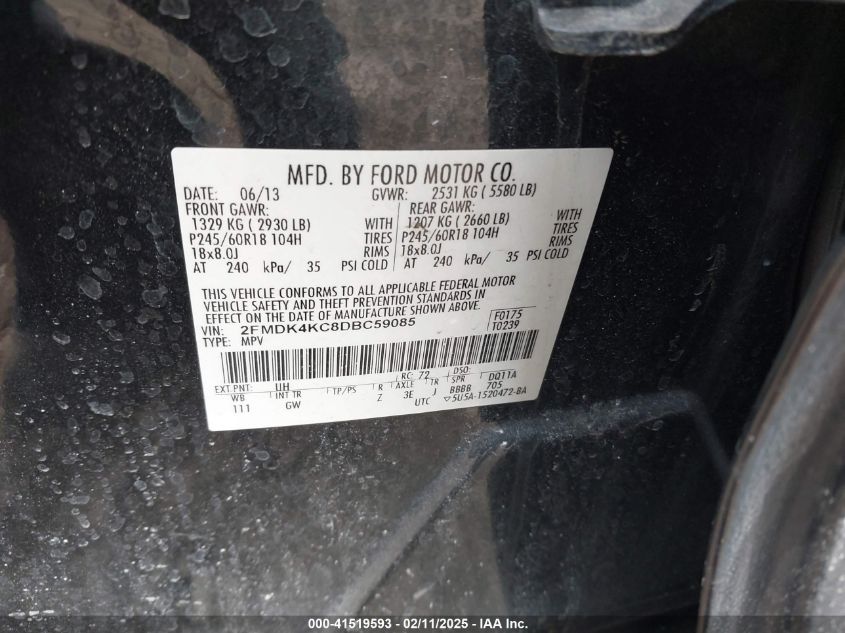 MFD. BY FORD MOTOR CO.
DATE: 06/13 GVWR: 2531 KG ( 5580 LB)
FRONT GAWR: REAR GAWR:
1329 KG ( 2930 LB) WITH 1207 KG ( 2660 LB) WITH
P245/60R18 104H TIRES P245/60R18 104H TIRES
18x8.0J RIMS 18x8.0J RIMS
AT 240 kPa/ 35 PSI COLD AT 240 kPa/ 35 PSI COLD
THIS VEHICLE CONFORMS TO ALL APPLICABLE FEDERAL MOTOR
VEHICLE SAFETY AND THEFT PREVENTION STANDARDS IN
EFFECT ON THE DATE OF MANUFACTURE SHOWN ABOVE.
VIN: 2FMDK4KC8DBC59085 F0175
TYPE: MPV T0239
EXT PNT: UH RC: 72 DSO:
WB INT TR TP/PS R AXLE TR SPR DQ11A
111 GW Z 3E J BBBB 705
UTC ▽5U5A-1520472-BA
000-41519593 - 02/11/2025 - IAA Inc.